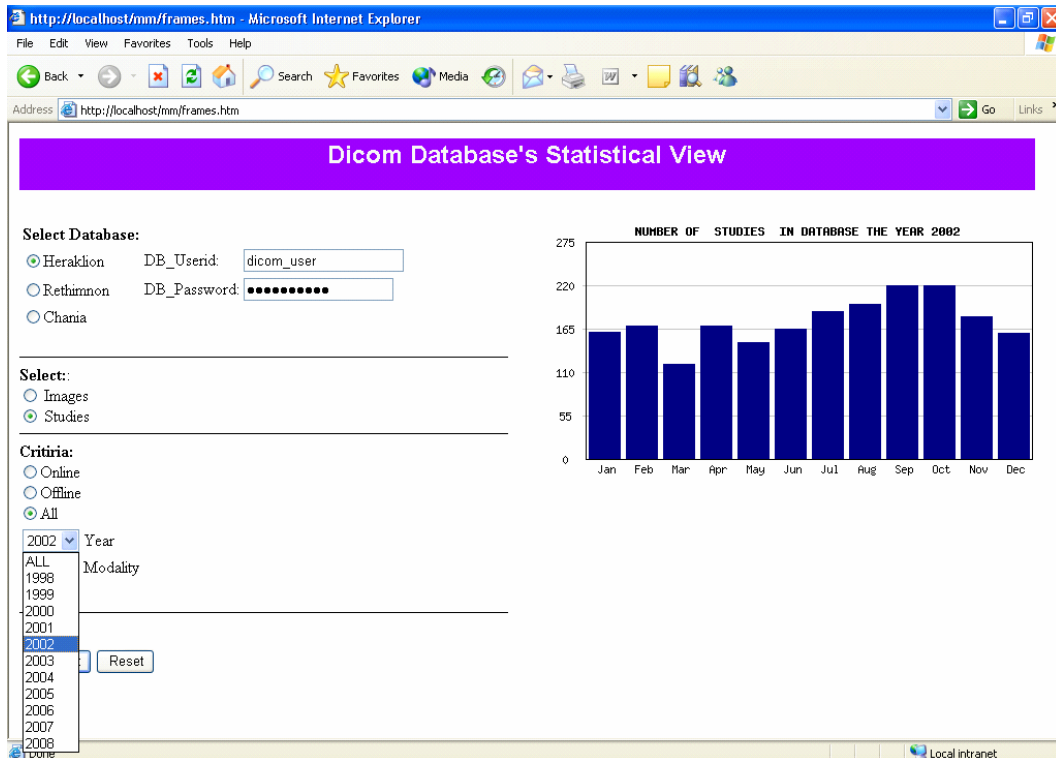 http://localhost/mm/frames.htm - Microsoft Internet Explorer
File Edit View Favorites Tools Help
Back Search Favorites Media
Address http://localhost/mm/frames.htm Go Links
Dicom Database's Statistical View
Select Database:
Heraklion DB_Userid: dicom_user
Rethimnon DB_Password: ●●●●●●●●●●
Chania
Select::
Images
Studies
Critiria:
Online
Offline
All
2002 Year
Modality
ALL
1998
1999
2000
2001
2002
2003
2004
2005
2006
2007
2008
Reset
NUMBER OF STUDIES IN DATABASE THE YEAR 2002
275
220
165
110
55
0
Jan Feb Mar Apr May Jun Jul Aug Sep Oct Nov Dec
Done Local intranet